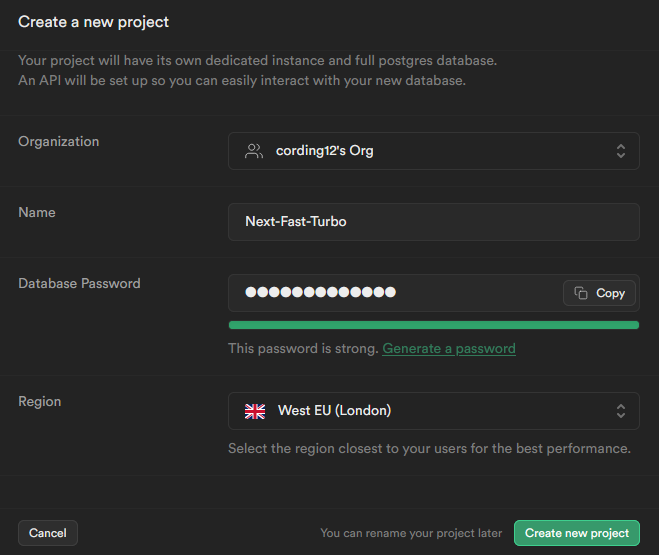 Create a new project
Your project will have its own dedicated instance and full postgres database.
An API will be set up so you can easily interact with your new database.
Organization
cording12's Org
Name
Next-Fast-Turbo
Database Password
●●●●●●●●●●●●●
Copy
This password is strong. Generate a password
Region
West EU (London)
Select the region closest to your users for the best performance.
Cancel
You can rename your project later
Create new project